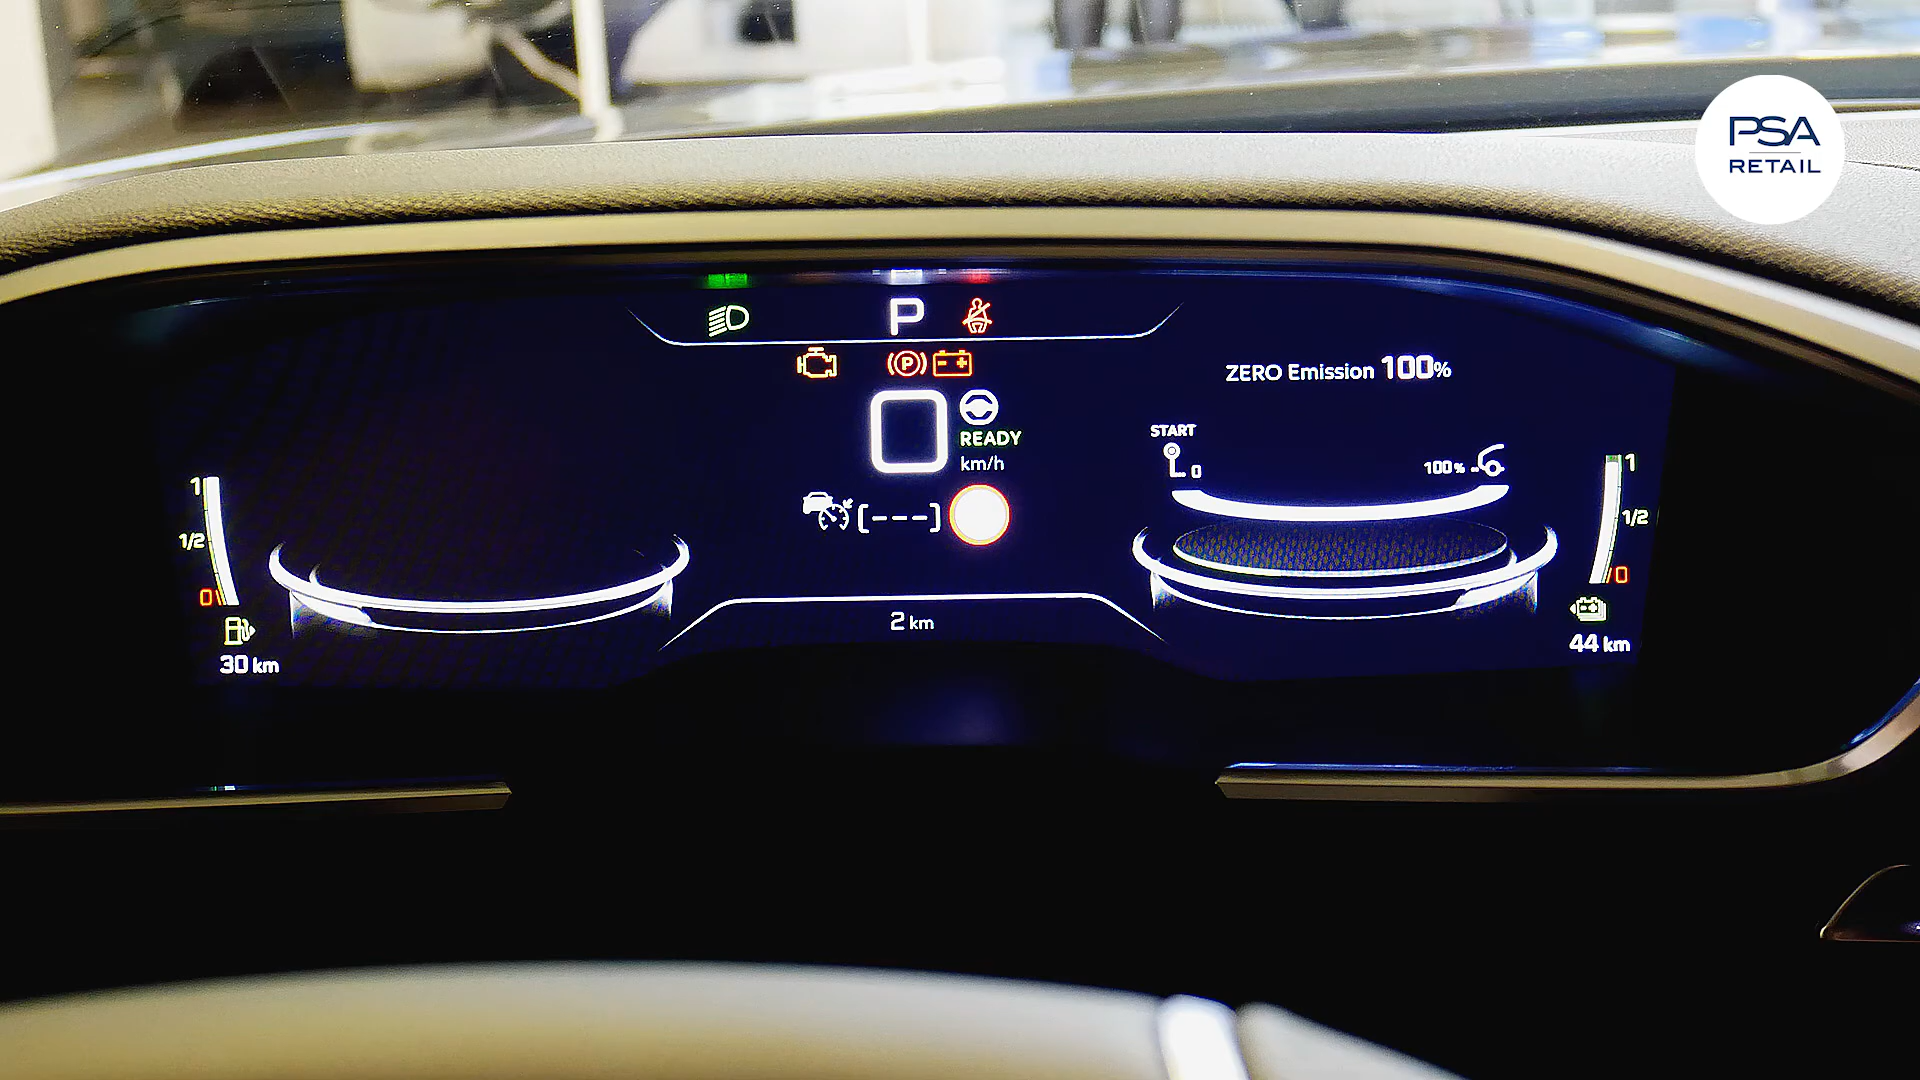 PSA
RETAIL
P
P
ZERO Emission 100%
READY
km/h
START
0
100%
[---]
1
1/2
0
30 km
2 km
1
1/2
0
44 km